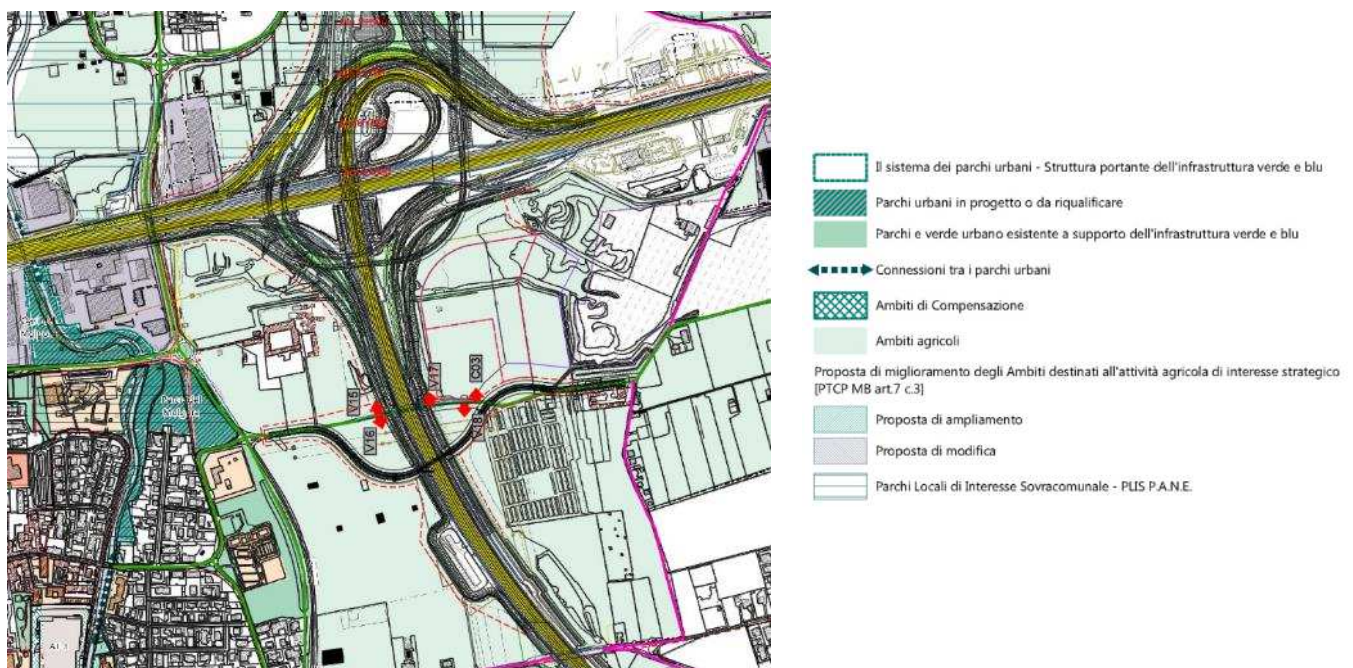 Il sistema dei parchi urbani - Struttura portante dell'infrastruttura verde e blu
Parchi urbani in progetto o da riqualificare
Parchi e verde urbano esistente a supporto dell'infrastruttura verde e blu
Connessioni tra i parchi urbani
Ambiti di Compensazione
Ambiti agricoli
Proposta di miglioramento degli Ambiti destinati all'attività agricola di interesse strategico
[PTCP MB art.7 c.3]
Proposta di ampliamento
Proposta di modifica
Parchi Locali di Interesse Sovracomunale - PLIS P.A.N.E.
V15
V16
V17
C03